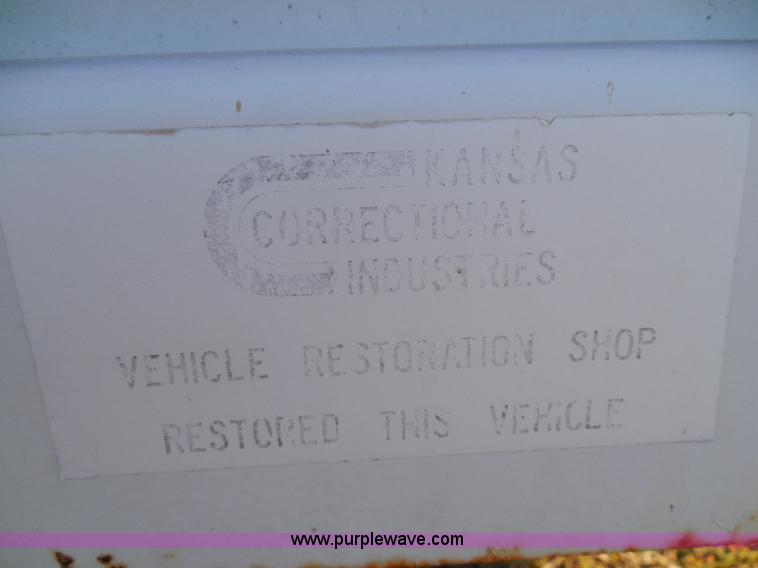 KANSAS
CORRECTIONAL
INDUSTRIES
VEHICLE RESTORATION SHOP
RESTORED THIS VEHICLE
www.purplewave.com